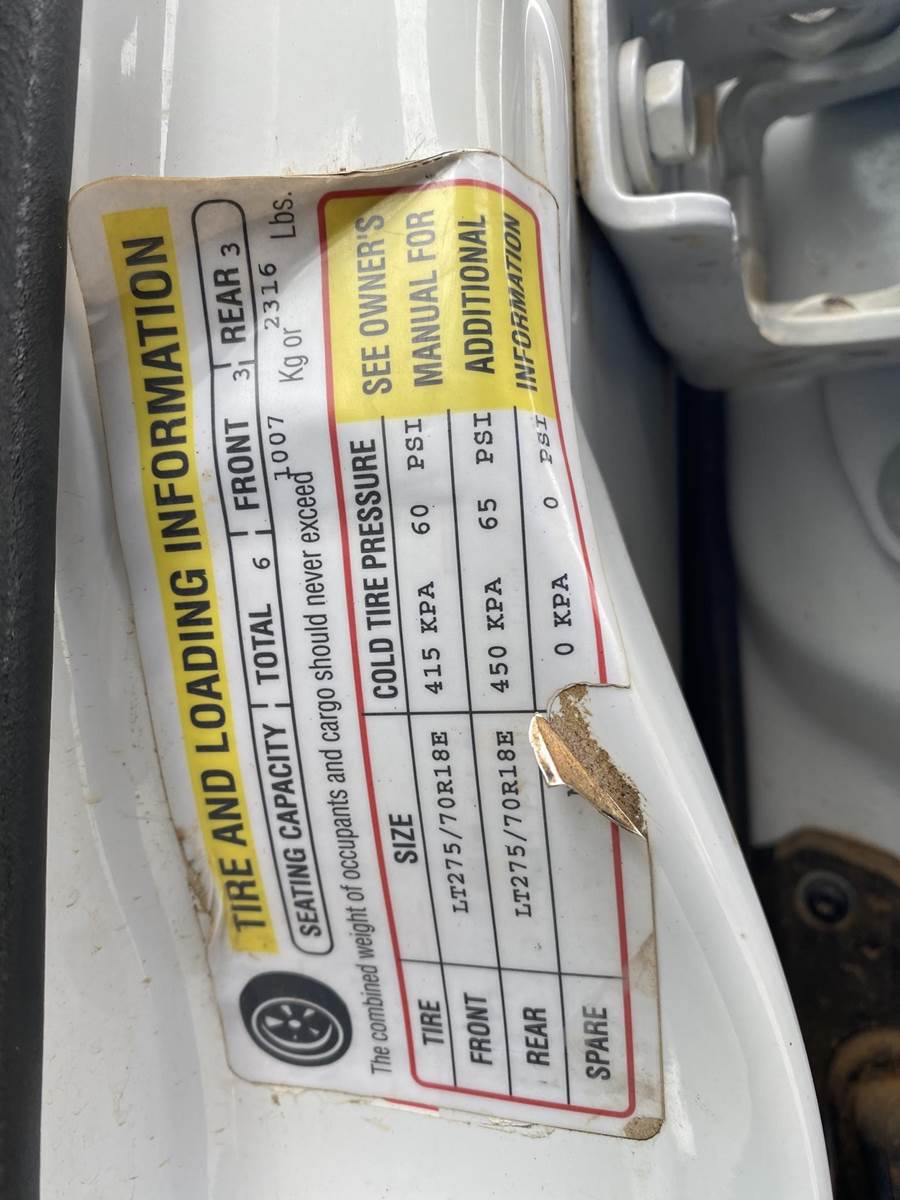 TIRE AND LOADING INFORMATION
SEATING CAPACITY TOTAL 6 FRONT 3 REAR 3
The combined weight of occupants and cargo should never exceed 1007 Kg or 2316 Lbs.
TIRE SIZE COLD TIRE PRESSURE
FRONT LT275/70R18E 415 KPA 60 PSI
REAR LT275/70R18E 450 KPA 65 PSI
SPARE 0 KPA 0 PSI
SEE OWNER'S
MANUAL FOR
ADDITIONAL
INFORMATION